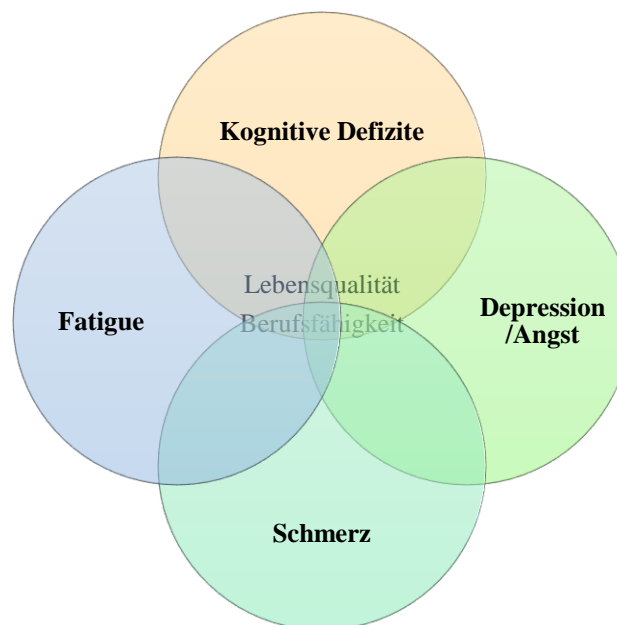 Kognitive Defizite
Lebensqualität
Berufsfähigkeit
Fatigue
Depression
/Angst
Schmerz